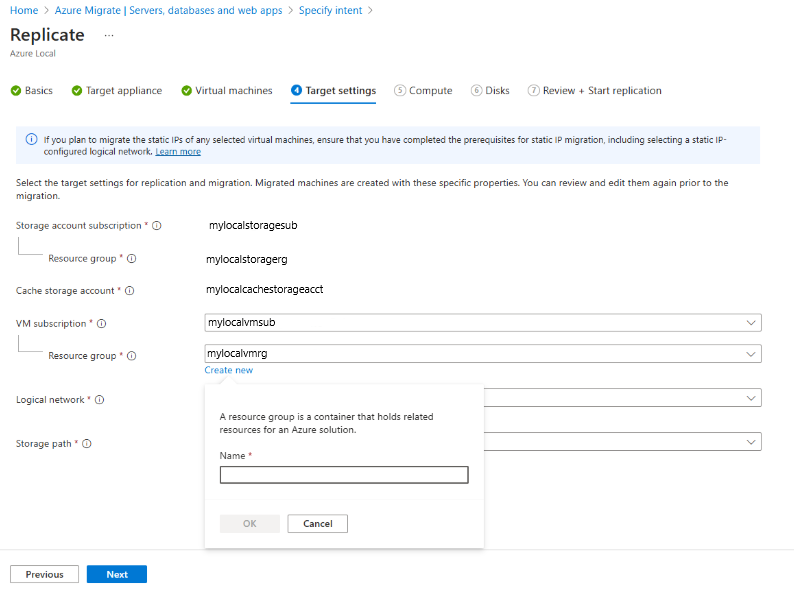 Home > Azure Migrate | Servers, databases and web apps > Specify intent >
Replicate ...
Azure Local
Basics Target appliance Virtual machines 4 Target settings 5 Compute 6 Disks 7 Review + Start replication
If you plan to migrate the static IPs of any selected virtual machines, ensure that you have completed the prerequisites for static IP migration, including selecting a static IP-
configured logical network. Learn more
Select the target settings for replication and migration. Migrated machines are created with these specific properties. You can review and edit them again prior to the
migration.
Storage account subscription * mylocalstoragesub
Resource group * mylocalstoragerg
Cache storage account * mylocalcachestorageacct
VM subscription * mylocalvmsub
Resource group * mylocalvmrg
Create new
Logical network *
A resource group is a container that holds related
resources for an Azure solution.
Storage path *
Name *
OK Cancel
Previous Next